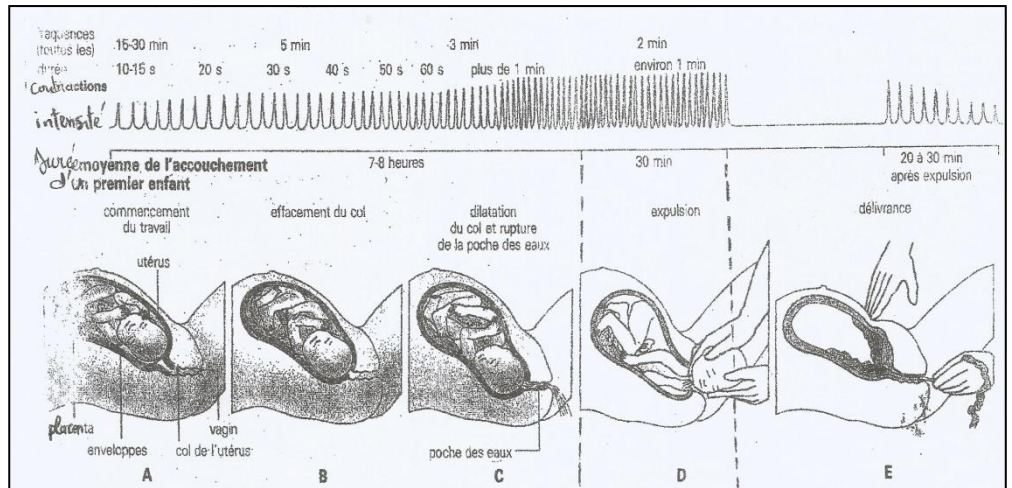 fréquences
(toutes les) 15-30 min 5 min 3 min 2 min
durée 10-15 s 20 s 30 s 40 s 50 s 60 s plus de 1 min environ 1 min
Contractions
intensité
Durée moyenne de l'accouchement 7-8 heures 30 min 20 à 30 min
d'un premier enfant après expulsion
commencement effacement du col dilatation expulsion délivrance
du travail du col et rupture
de la poche des eaux
utérus
placenta
vagin
enveloppes col de l'utérus poche des eaux
A B C D E